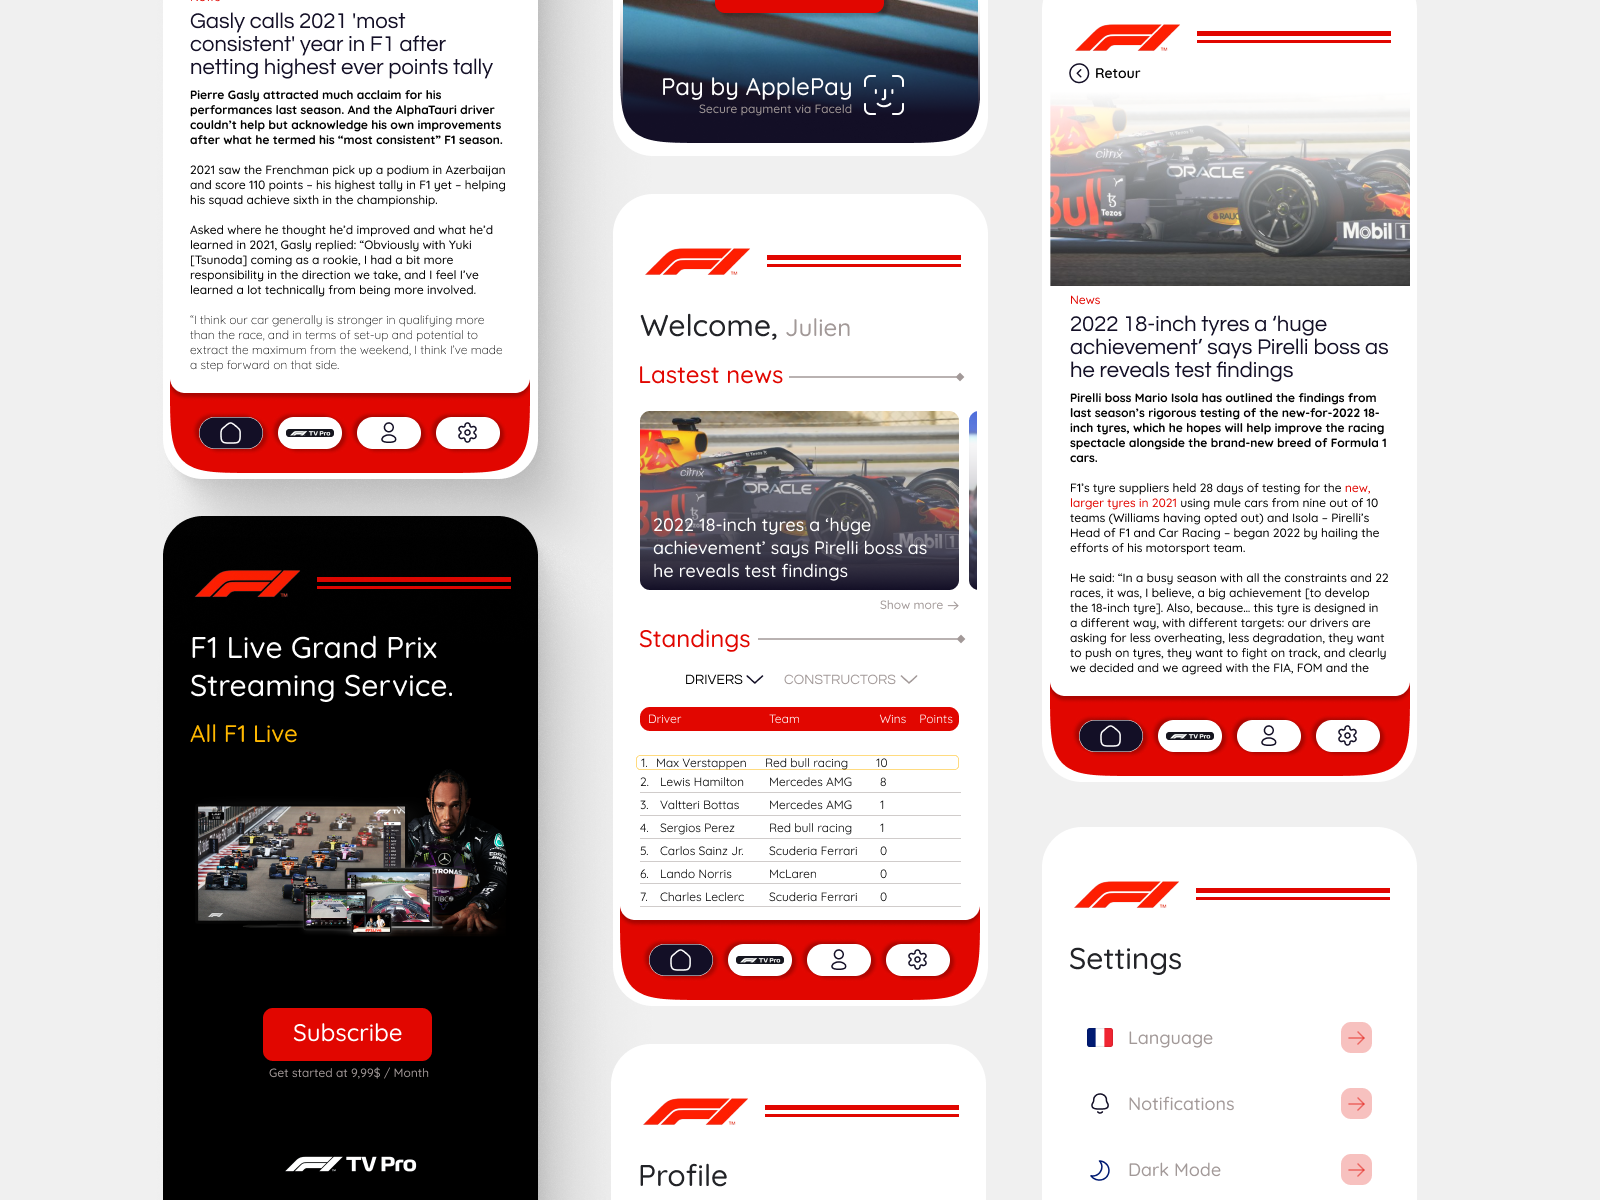 News
Gasly calls 2021 'most
consistent' year in F1 after
netting highest ever points tally
Pierre Gasly attracted much acclaim for his
performances last season. And the AlphaTauri driver
couldn't help but acknowledge his own improvements
after what he termed his “most consistent” F1 season.
2021 saw the Frenchman pick up a podium in Azerbaijan
and score 110 points – his highest tally in F1 yet – helping
his squad achieve sixth in the championship.
Asked where he thought he'd improved and what he'd
learned in 2021, Gasly replied: “Obviously with Yuki
[Tsunoda] coming as a rookie, I had a bit more
responsibility in the direction we take, and I feel I've
learned a lot technically from being more involved.
“I think our car generally is stronger in qualifying more
than the race, and in terms of set-up and potential to
extract the maximum from the weekend, I think I've made
a step forward on that side.
TV Pro
F1 Live Grand Prix
Streaming Service.
All F1 Live
Subscribe
Get started at 9,99$ / Month
TV Pro
Pay by ApplePay
Secure payment via FaceId
Welcome, Julien
Lastest news
citrix
ORACLE
Mobil 1
2022 18-inch tyres a ‘huge
achievement’ says Pirelli boss as
he reveals test findings
Show more →
Standings
DRIVERS CONSTRUCTORS
Driver Team Wins Points
1. Max Verstappen Red bull racing 10
2. Lewis Hamilton Mercedes AMG 8
3. Valtteri Bottas Mercedes AMG 1
4. Sergios Perez Red bull racing 1
5. Carlos Sainz Jr. Scuderia Ferrari 0
6. Lando Norris McLaren 0
7. Charles Leclerc Scuderia Ferrari 0
TV Pro
Profile
Retour
citrix
ORACLE
Bull
Tezos
Mobil 1
News
2022 18-inch tyres a ‘huge
achievement’ says Pirelli boss as
he reveals test findings
Pirelli boss Mario Isola has outlined the findings from
last season's rigorous testing of the new-for-2022 18-
inch tyres, which he hopes will help improve the racing
spectacle alongside the brand-new breed of Formula 1
cars.
F1's tyre suppliers held 28 days of testing for the new,
larger tyres in 2021 using mule cars from nine out of 10
teams (Williams having opted out) and Isola – Pirelli's
Head of F1 and Car Racing – began 2022 by hailing the
efforts of his motorsport team.
He said: “In a busy season with all the constraints and 22
races, it was, I believe, a big achievement [to develop
the 18-inch tyre]. Also, because… this tyre is designed in
a different way, with different targets: our drivers are
asking for less overheating, less degradation, they want
to push on tyres, they want to fight on track, and clearly
we decided and we agreed with the FIA, FOM and the
TV Pro
Settings
Language
Notifications
Dark Mode